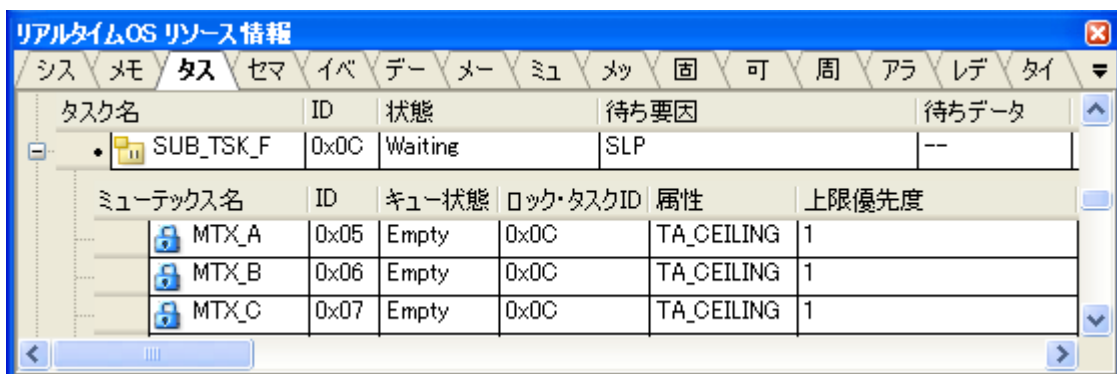 リアルタイムOS リソース情報
シス メモ タス セマ イベ デー メー ミュ メッ 固 可 周 アラ レデ タイ
タスク名 ID 状態 待ち要因 待ちデータ
SUB_TSK_F 0x0C Waiting SLP --
ミューテックス名 ID キュー状態 ロック・タスクID 属性 上限優先度
MTX_A 0x05 Empty 0x0C TA_CEILING 1
MTX_B 0x06 Empty 0x0C TA_CEILING 1
MTX_C 0x07 Empty 0x0C TA_CEILING 1